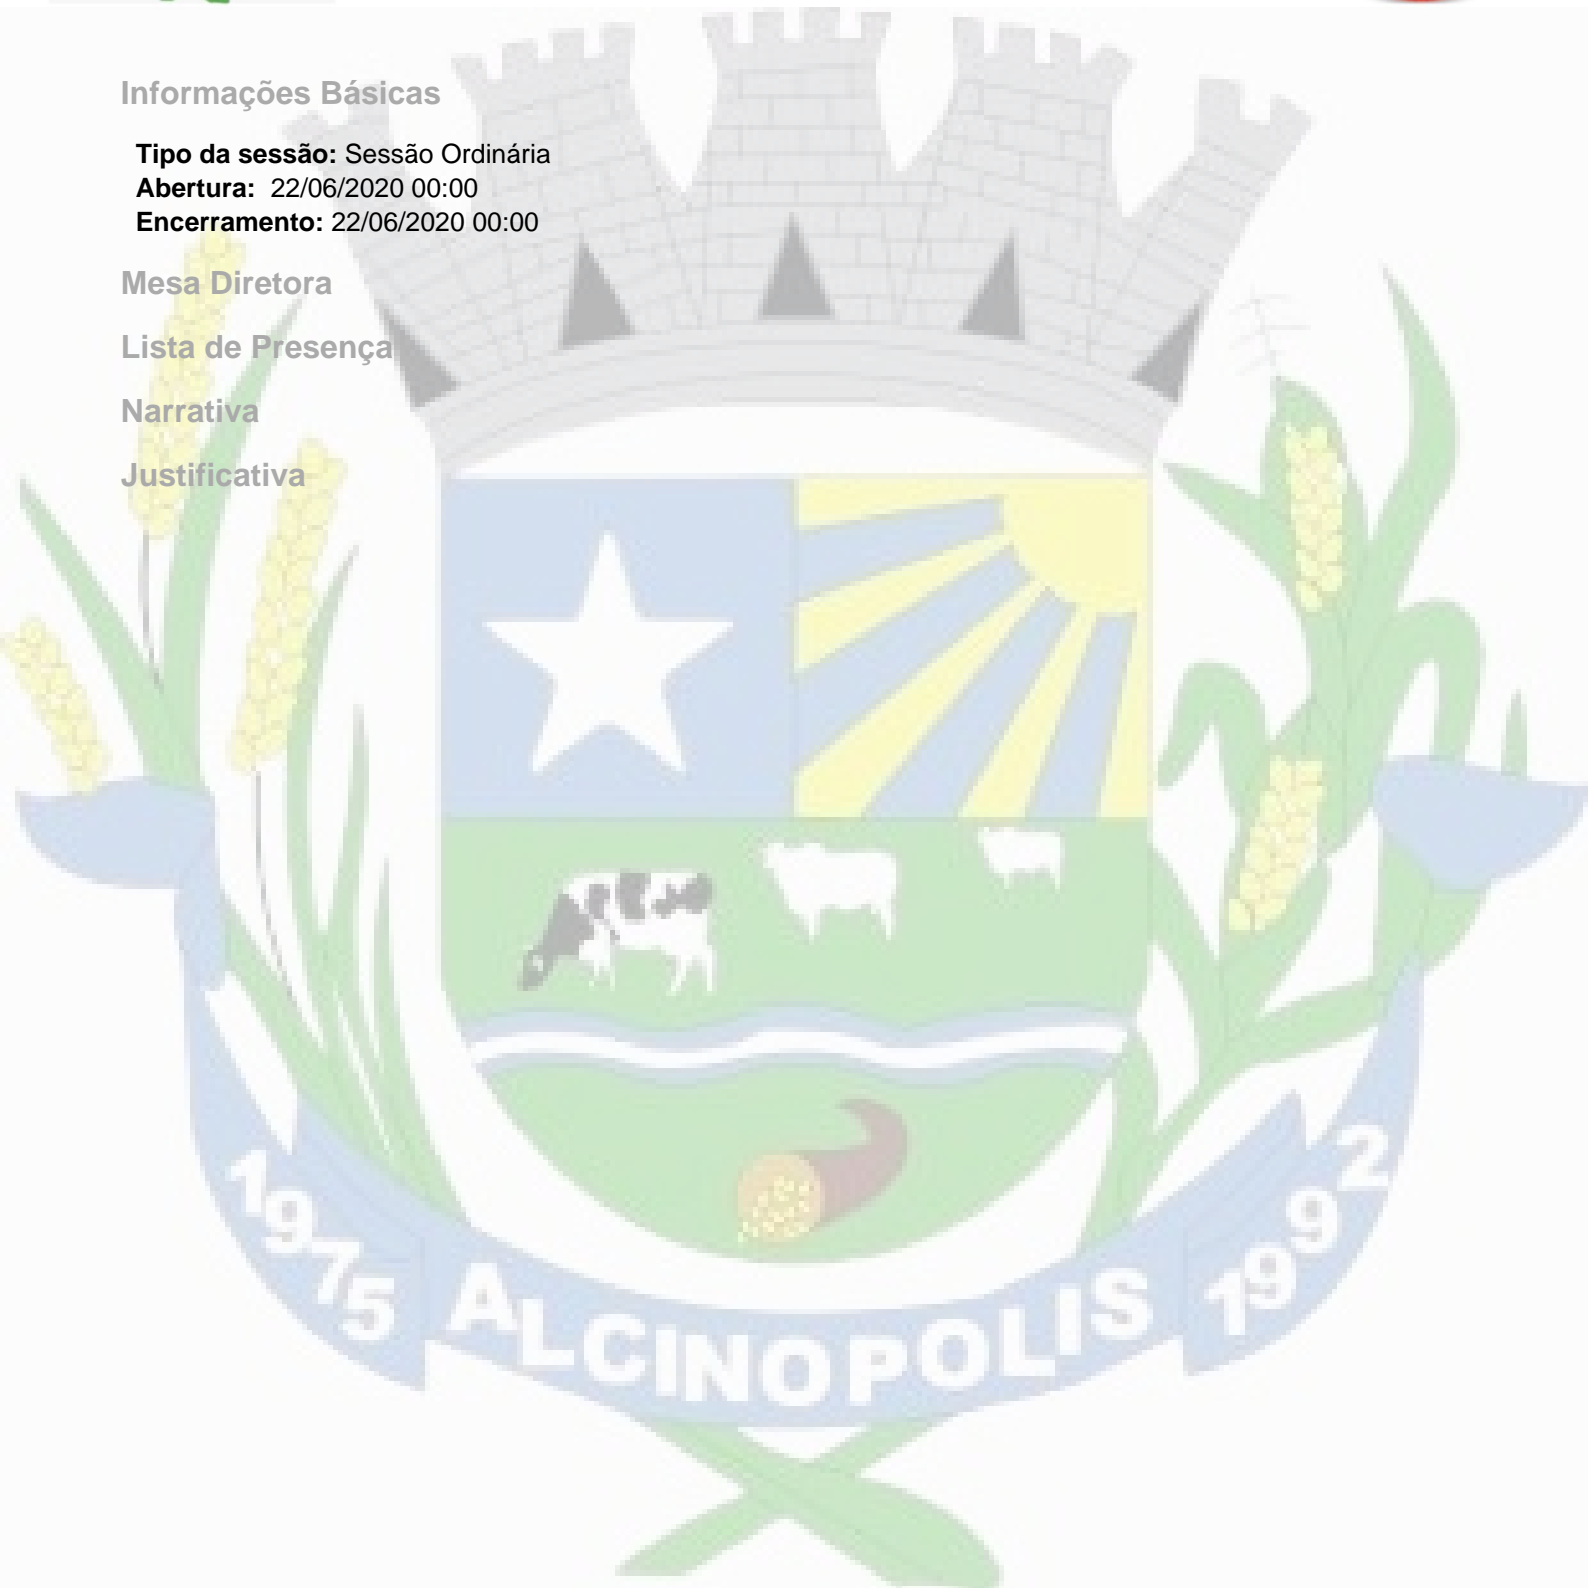 Informações Básicas
Tipo da sessão: Sessão Ordinária
Abertura: 22/06/2020 00:00
Encerramento: 22/06/2020 00:00
Mesa Diretora
Lista de Presença
Narrativa
Justificativa
1975 ALCINOPOLIS 1992